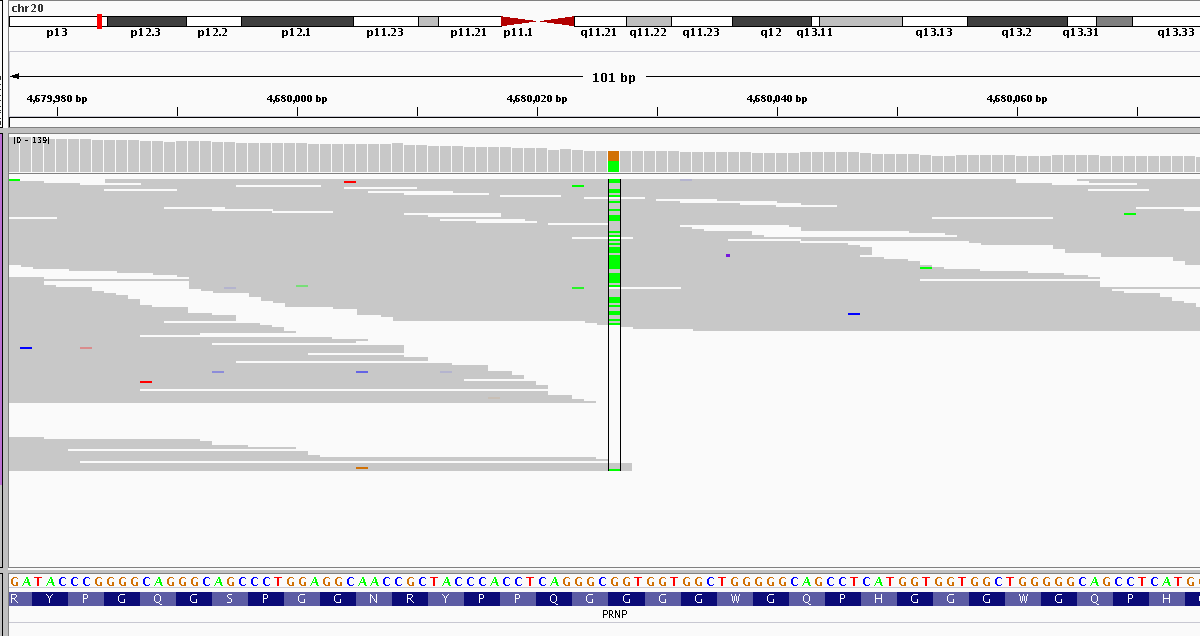 chr20
p13 p12.3 p12.2 p12.1 p11.23 p11.21 p11.1 q11.21 q11.22 q11.23 q12 q13.11 q13.13 q13.2 q13.31 q13.33
101 bp
4,679,980 bp 4,680,000 bp 4,680,020 bp 4,680,040 bp 4,680,060 bp
[0 - 139]
GATACCCGGGGCAGGGCAGCCCTGGAGGCAACCGCTACCCACCTCAGGGCGGTGGTGGCTGGGGGCAGCCTCATGGTGGTGGCTGGGGGCAGCCTCATG
R Y P G Q G S P G G N R Y P P Q G G G G W G Q P H G G G W G Q P H
PRNP